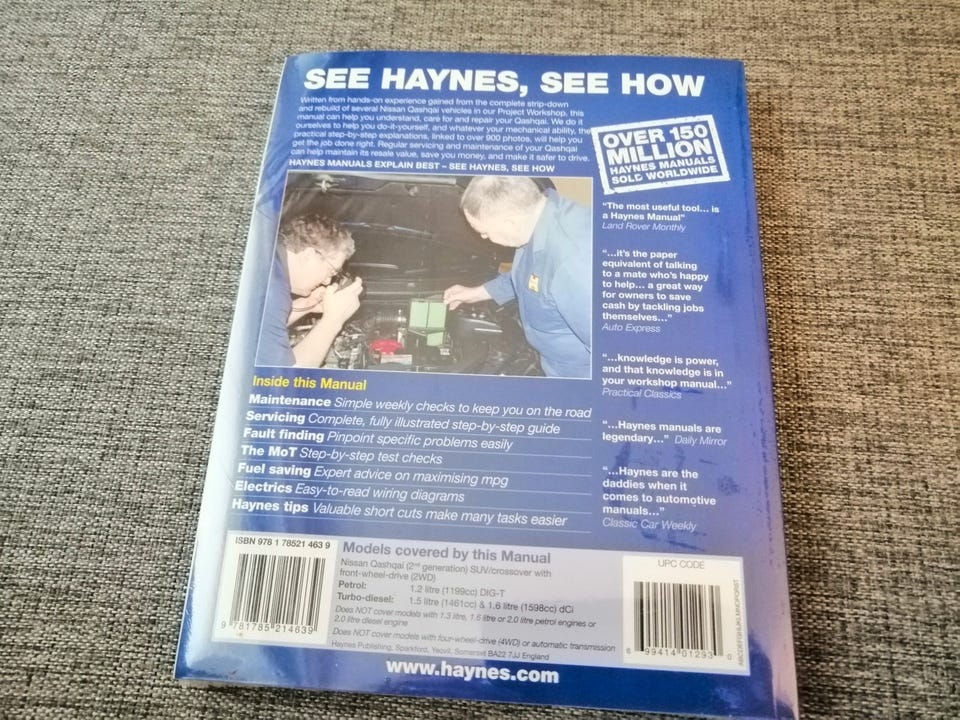 SEE HAYNES, SEE HOW
Written from hands-on experience gained from the complete strip-down
and rebuild of several Nissan Qashqai vehicles in our Project Workshop, this
manual can help you understand, care for and repair your Qashqai. We do it
ourselves to help you do-it-yourself, and whatever your mechanical ability, the
practical step-by-step explanations, linked to over 900 photos, will help you
get the job done right. Regular servicing and maintenance of your Qashqai
can help maintain its resale value, save you money, and make it safer to drive.
HAYNES MANUALS EXPLAIN BEST – SEE HAYNES, SEE HOW
OVER 150
MILLION
HAYNES MANUALS
SOLD WORLDWIDE
“The most useful tool... is
a Haynes Manual”
Land Rover Monthly
“...it's the paper
equivalent of talking
to a mate who's happy
to help... a great way
for owners to save
cash by tackling jobs
themselves...”
Auto Express
“...knowledge is power,
and that knowledge is in
your workshop manual...”
Practical Classics
“...Haynes manuals are
legendary...” Daily Mirror
“...Haynes are the
daddies when it
comes to automotive
manuals...”
Classic Car Weekly
Inside this Manual
Maintenance Simple weekly checks to keep you on the road
Servicing Complete, fully illustrated step-by-step guide
Fault finding Pinpoint specific problems easily
The MoT Step-by-step test checks
Fuel saving Expert advice on maximising mpg
Electrics Easy-to-read wiring diagrams
Haynes tips Valuable short cuts make many tasks easier
ISBN 978 1 78521 463 9
9 781785 214639
Models covered by this Manual
Nissan Qashqai (2nd generation) SUV/crossover with
front-wheel-drive (2WD)
Petrol: 1.2 litre (1199cc) DIG-T
Turbo-diesel: 1.5 litre (1461cc) & 1.6 litre (1598cc) dCi
Does NOT cover models with 1.3 litre, 1.6 litre or 2.0 litre petrol engines or
2.0 litre diesel engine
Does NOT cover models with four-wheel-drive (4WD) or automatic transmission
Haynes Publishing, Sparkford, Yeovil, Somerset BA22 7JJ England
UPC CODE
6 99414 01293
ABCDEFGHIJKLMNOPQRST
www.haynes.com